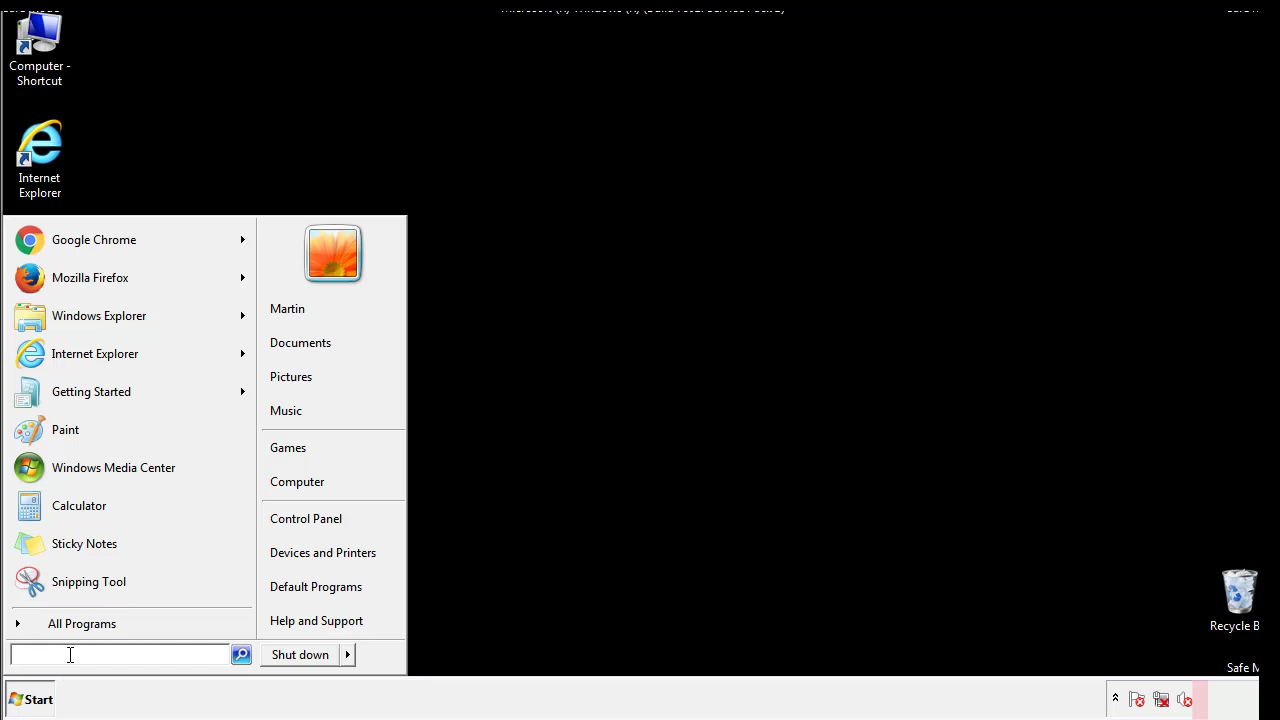 Computer -
Shortcut
Internet
Explorer
Google Chrome
Mozilla Firefox
Windows Explorer
Internet Explorer
Getting Started
Paint
Windows Media Center
Calculator
Sticky Notes
Snipping Tool
All Programs
Martin
Documents
Pictures
Music
Games
Computer
Control Panel
Devices and Printers
Default Programs
Help and Support
Shut down
Recycle B
Safe M
Start